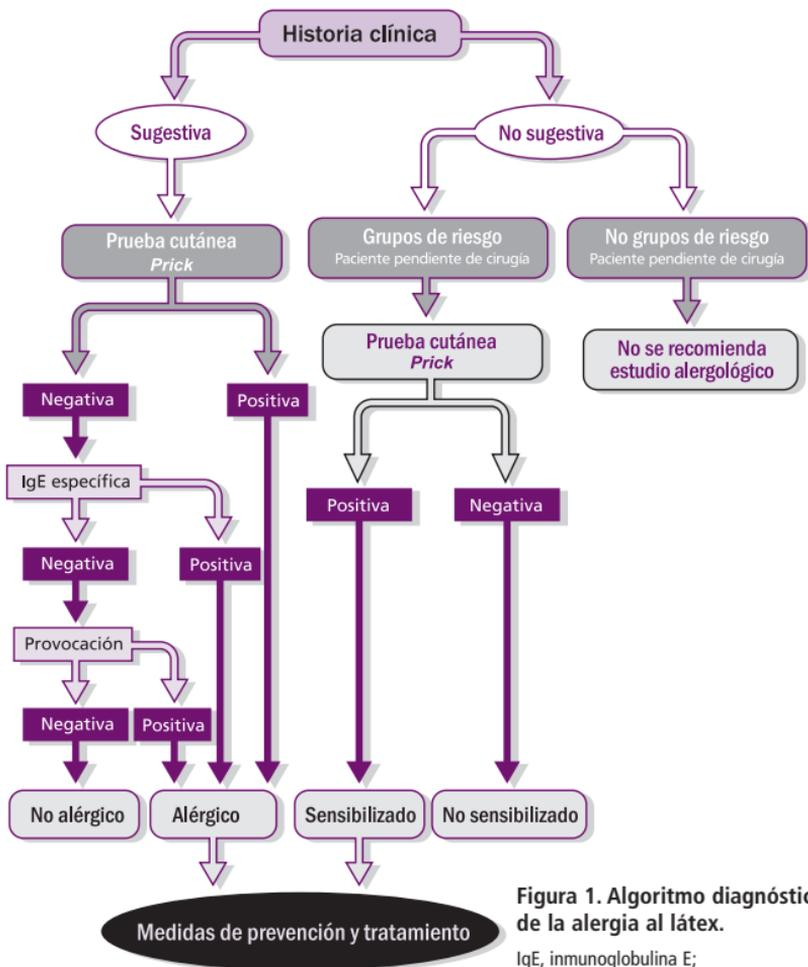 Historia clínica
Sugestiva
No sugestiva
Prueba cutánea
Prick
Grupos de riesgo
Paciente pendiente de cirugía
No grupos de riesgo
Paciente pendiente de cirugía
Prueba cutánea
Prick
No se recomienda
estudio alergológico
Negativa
Positiva
IgE específica
Positiva
Negativa
Negativa
Positiva
Provocación
Negativa
Positiva
No alérgico
Alérgico
Sensibilizado
No sensibilizado
Medidas de prevención y tratamiento
Figura 1. Algoritmo diagnóstic
de la alergia al látex.
IgE, inmunoglobulina E;